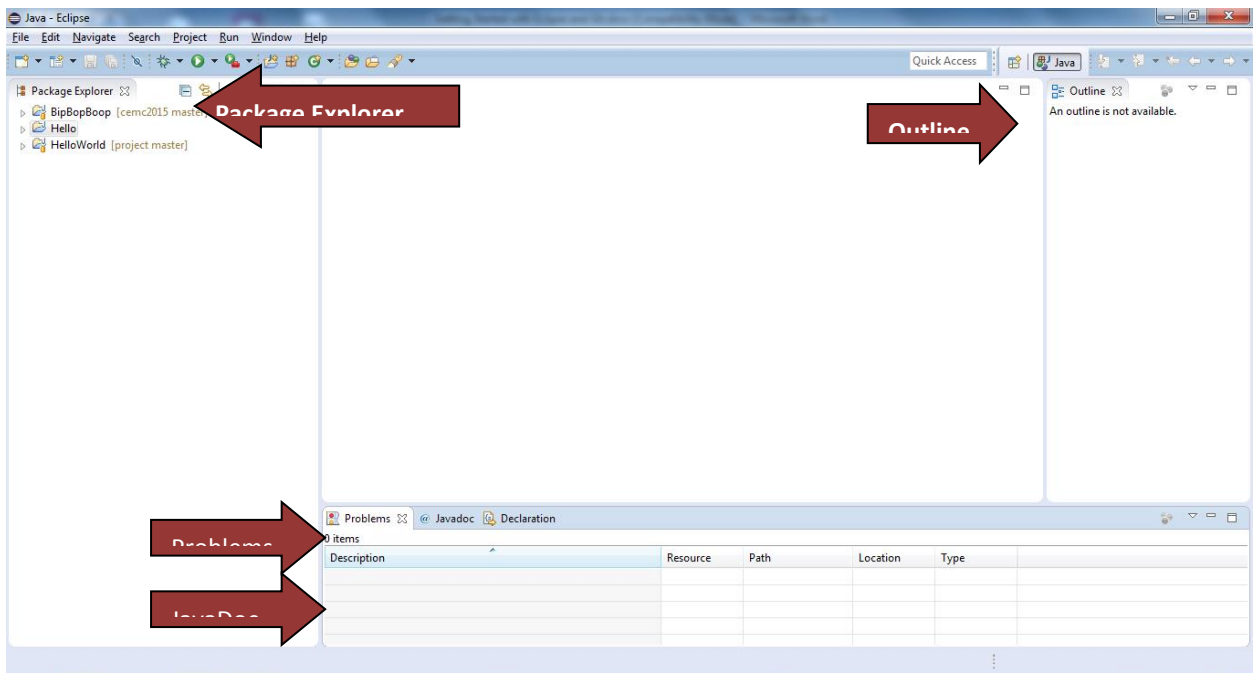 Java - Eclipse
File Edit Navigate Search Project Run Window Help
Quick Access
Java
Package Explorer
BipBopBoop [cemc2015 master]
Hello
HelloWorld [project master]
Package Explorer
Outline
Outline
An outline is not available.
Problems
JavaDoc
Problems @ Javadoc Declaration
0 items
Description Resource Path Location Type